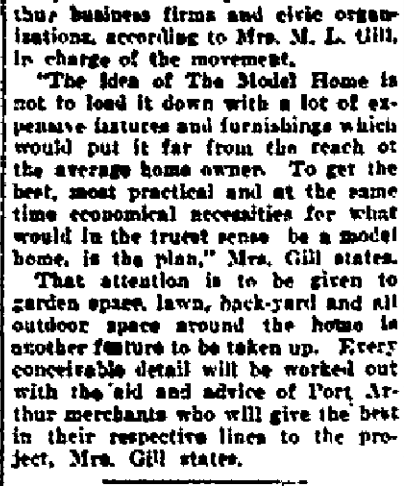 thur business firms and civic organ-
izations, according to Mrs. M. L. Gill,
in charge of the movement.
"The idea of The Model Home is
not to load it down with a lot of ex-
pensive fixtures and furnishings which
would put it far from the reach of
the average home owner. To get the
best, most practical and at the same
time economical necessities for what
would in the truest sense be a model
home, is the plan," Mrs. Gill states.
That attention is to be given to
garden space, lawn, back-yard and all
outdoor space around the home is
another feature to be taken up. Every
conceivable detail will be worked out
with the aid and advice of Port Ar-
thur merchants who will give the best
in their respective lines to the pro-
ject, Mrs. Gill states.